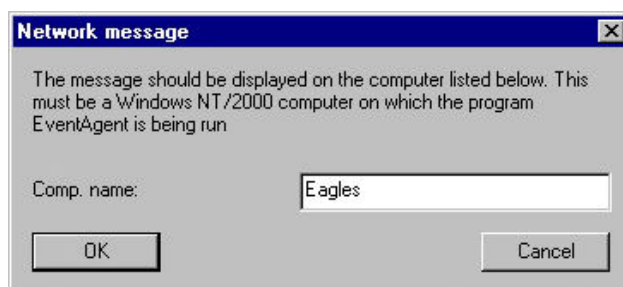 Network message
The message should be displayed on the computer listed below. This
must be a Windows NT/2000 computer on which the program
EventAgent is being run
Comp. name: Eagles
OK Cancel